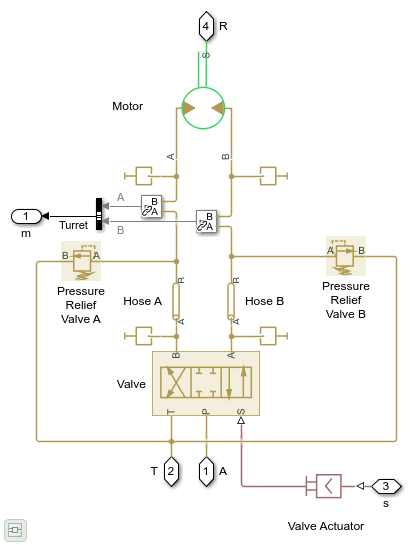 4 R
S
Motor
A B
A
B
A
B
A
B
1
Turret
m
B A
A B
Pressure
Relief
Valve A
Pressure
Relief
Valve B
B B
Hose A Hose B
A A
B A
Valve
T P S
T 2 1 A
3
s
Valve Actuator